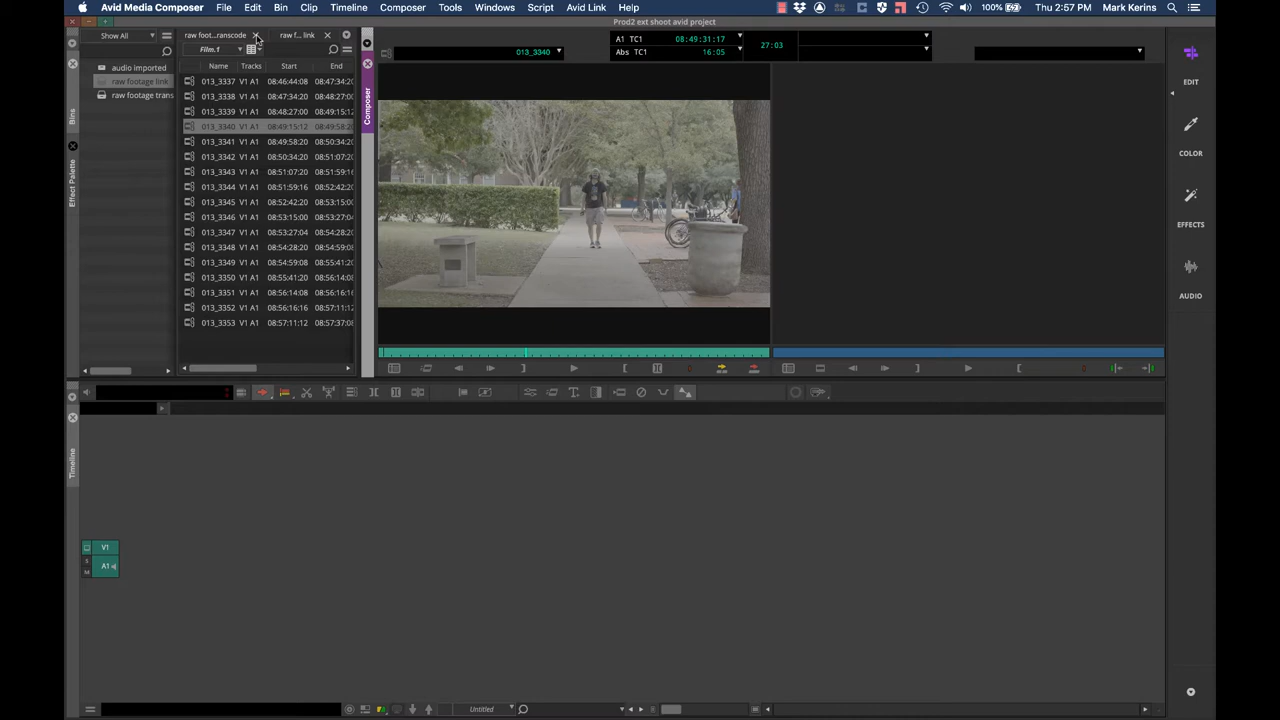 Avid Media Composer File Edit Bin Clip Timeline Composer Tools Windows Script Avid Link Help 100% Thu Apr 9 2:57 PM Mark Kerins
Prod2 ext shoot avid project
Show All
raw foot...ranscode
raw f... link
Film.1
audio imported
raw footage link
raw footage trans
Name Tracks Start End
013_3337 V1 A1 08:46:44:08 08:47:34:20
013_3338 V1 A1 08:47:34:20 08:48:27:00
013_3339 V1 A1 08:48:27:00 08:49:15:12
013_3340 V1 A1 08:49:15:12 08:49:58:20
013_3341 V1 A1 08:49:58:20 08:50:34:20
013_3342 V1 A1 08:50:34:20 08:51:07:20
013_3343 V1 A1 08:51:07:20 08:51:59:16
013_3344 V1 A1 08:51:59:16 08:52:42:20
013_3345 V1 A1 08:52:42:20 08:53:15:00
013_3346 V1 A1 08:53:15:00 08:53:27:04
013_3347 V1 A1 08:53:27:04 08:54:28:20
013_3348 V1 A1 08:54:28:20 08:54:59:08
013_3349 V1 A1 08:54:59:08 08:55:41:20
013_3350 V1 A1 08:55:41:20 08:56:14:08
013_3351 V1 A1 08:56:14:08 08:56:16:16
013_3352 V1 A1 08:56:16:16 08:57:11:12
013_3353 V1 A1 08:57:11:12 08:57:37:08
Bins
Effect Palette
Composer
013_3340
A1 TC1 08:49:31:17
Abs TC1 16:05
27:03
EDIT
COLOR
EFFECTS
AUDIO
Timeline
V1
S
M
A1
Untitled